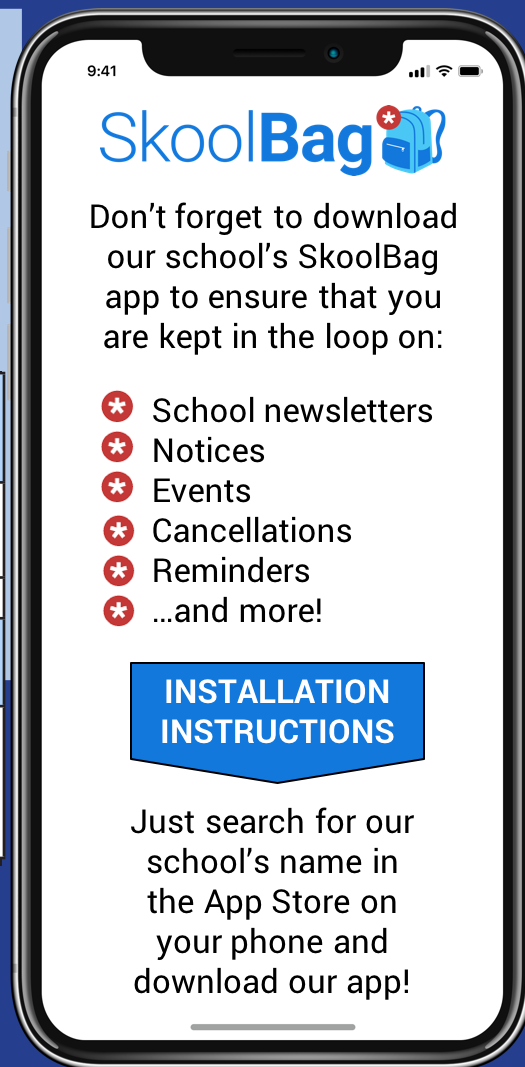 9:41
SkoolBag
Don't forget to download
our school's SkoolBag
app to ensure that you
are kept in the loop on:
School newsletters
Notices
Events
Cancellations
Reminders
...and more!
INSTALLATION
INSTRUCTIONS
Just search for our
school's name in
the App Store on
your phone and
download our app!